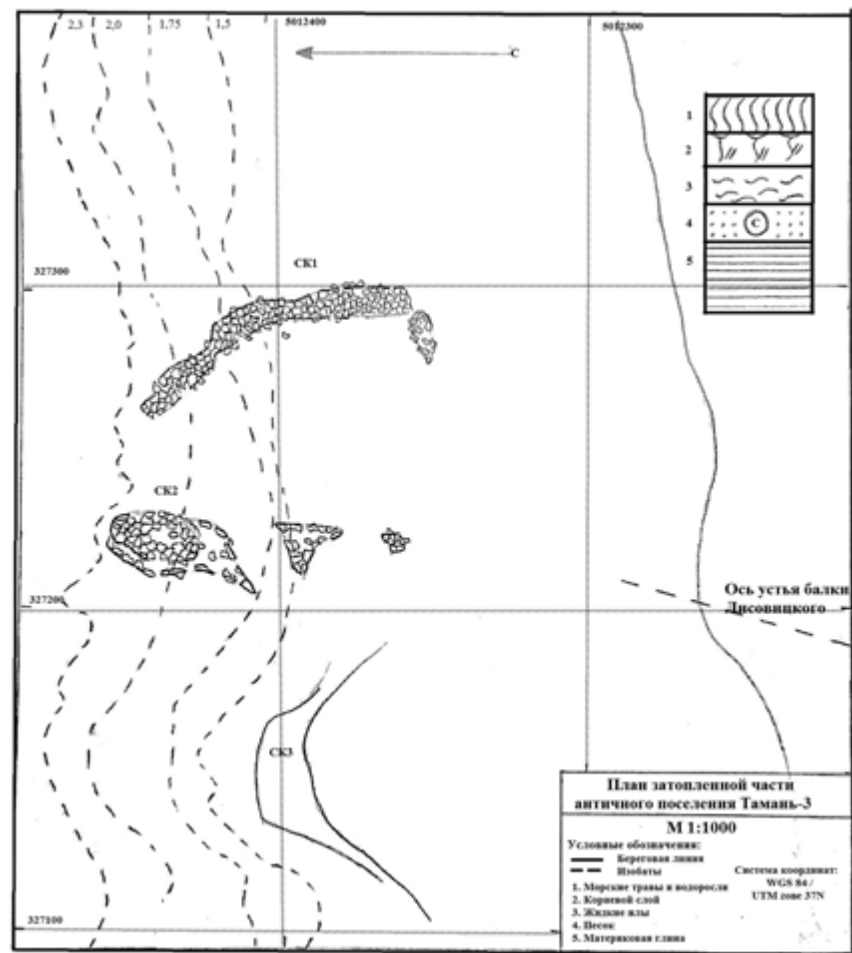 2,3 2,0 1,75 1,5 5012400 5012300
С
1
2
3
4 С
5
СК1
327300
СК2
Ось устья балки
Лисовицкого
327200
СК3
План затопленной части
античного поселения Тамань-3
М 1:1000
Условные обозначения:
Береговая линия
Изобаты
Система координат:
WGS 84 /
UTM zone 37N
1. Морские травы и водоросли
2. Корневой слой
3. Жидкие илы
4. Песок
5. Материковая глина
327100